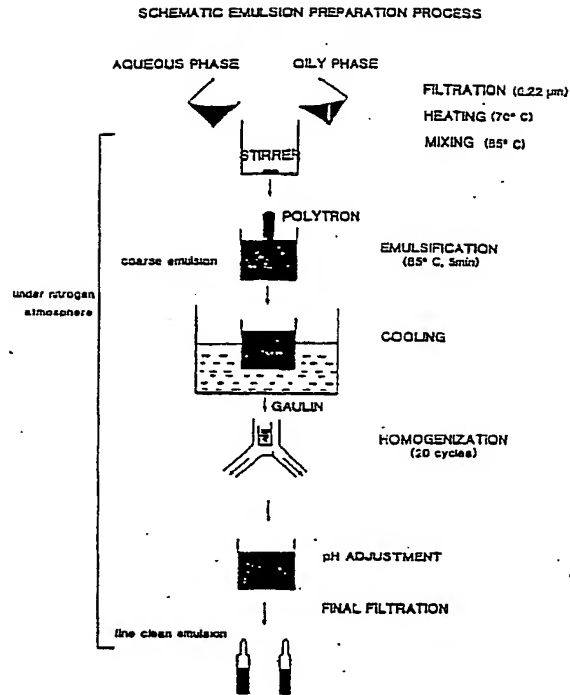 SCHEMATIC EMULSION PREPARATION PROCESS
AQUEOUS PHASE
OILY PHASE
FILTRATION (0.22 µm)
HEATING (70° C)
MIXING (85° C)
STIRRER
POLYTRON
coarse emulsion
EMULSIFICATION
(85° C, 5min)
under nitrogen
atmosphere
COOLING
GAULIN
HOMOGENIZATION
(20 cycles)
pH ADJUSTMENT
FINAL FILTRATION
fine clean emulsion